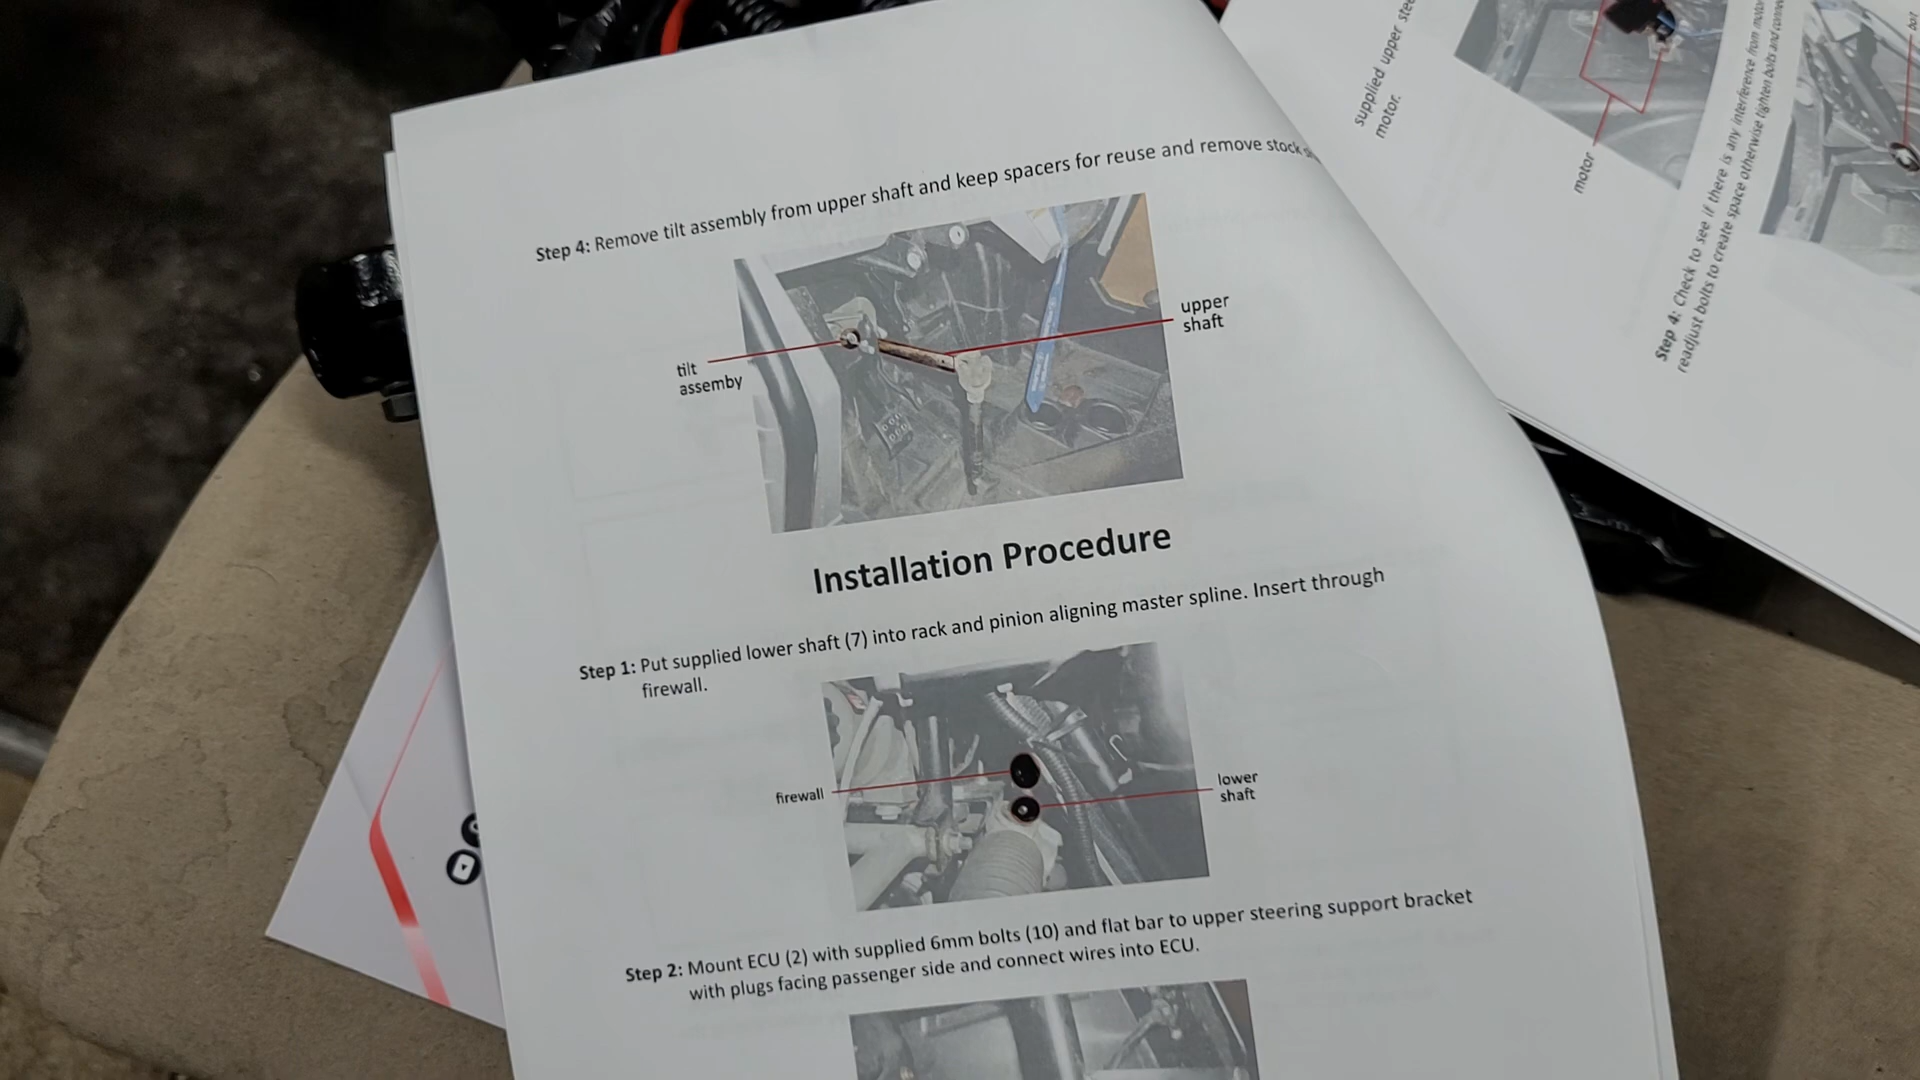 Step 4: Remove tilt assembly from upper shaft and keep spacers for reuse and remove stock
upper
shaft
tilt
assemby
Installation Procedure
Step 1: Put supplied lower shaft (7) into rack and pinion aligning master spline. Insert through
firewall.
firewall
lower
shaft
Step 2: Mount ECU (2) with supplied 6mm bolts (10) and flat bar to upper steering support bracket
with plugs facing passenger side and connect wires into ECU.
supplied upper
motor.
motor
Step 4: Check to see if there is any interference from
readjust bolts to create space otherwise tighten bolts and
bolt